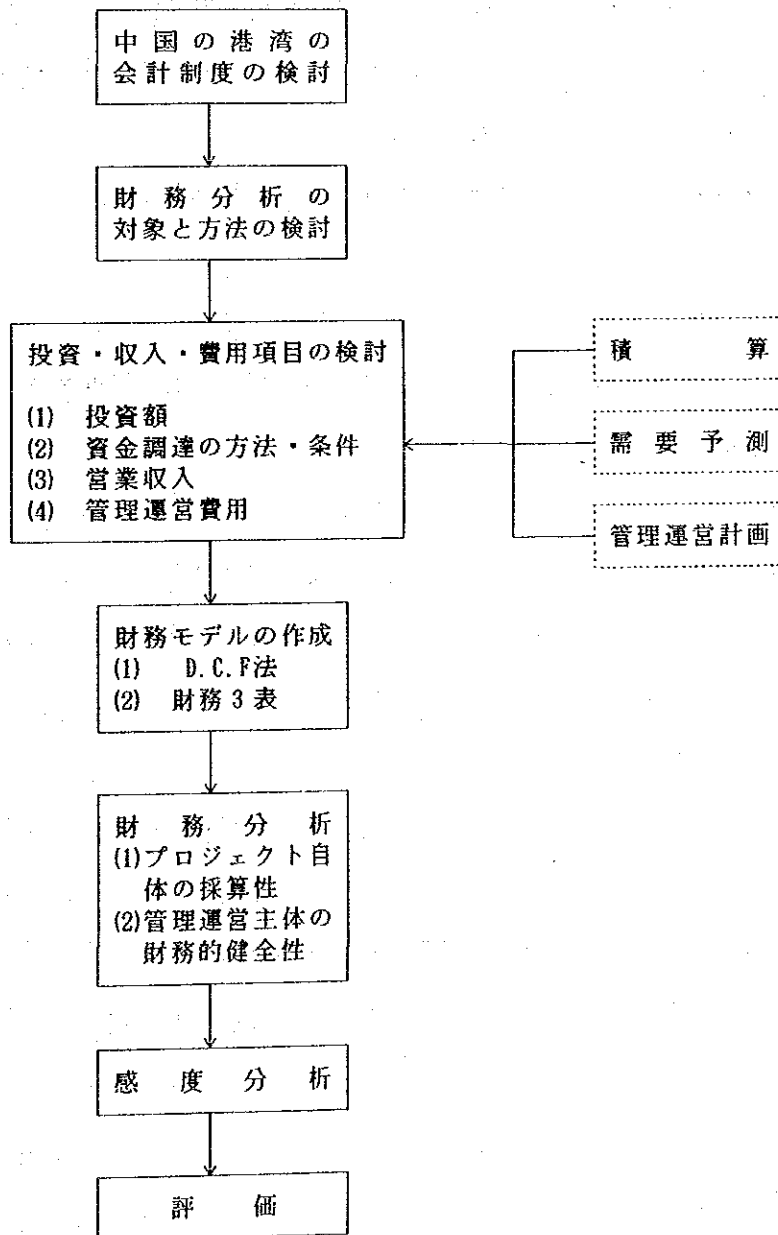 中国の港湾の
会計制度の検討
財務分析の
対象と方法の検討
投資・収入・費用項目の検討
(1) 投資額
(2) 資金調達の方法・条件
(3) 営業収入
(4) 管理運営費用
積算
需要予測
管理運営計画
財務モデルの作成
(1) D.C.F法
(2) 財務3表
財務分析
(1)プロジェクト自
体の採算性
(2)管理運営主体の
財務的健全性
感度分析
評価